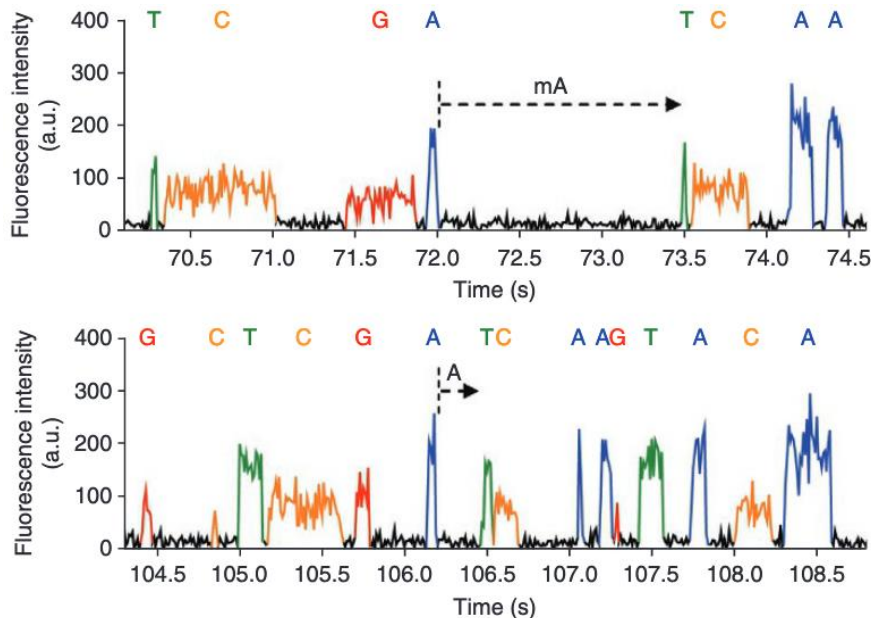 T C G A T C A A
400
300
200
100
0
Fluorescence intensity
(a.u.)
mA
70.5 71.0 71.5 72.0 72.5 73.0 73.5 74.0 74.5
Time (s)
G C T C G A T C A A G T A C A
400
300
200
100
0
Fluorescence intensity
(a.u.)
A
104.5 105.0 105.5 106.0 106.5 107.0 107.5 108.0 108.5
Time (s)